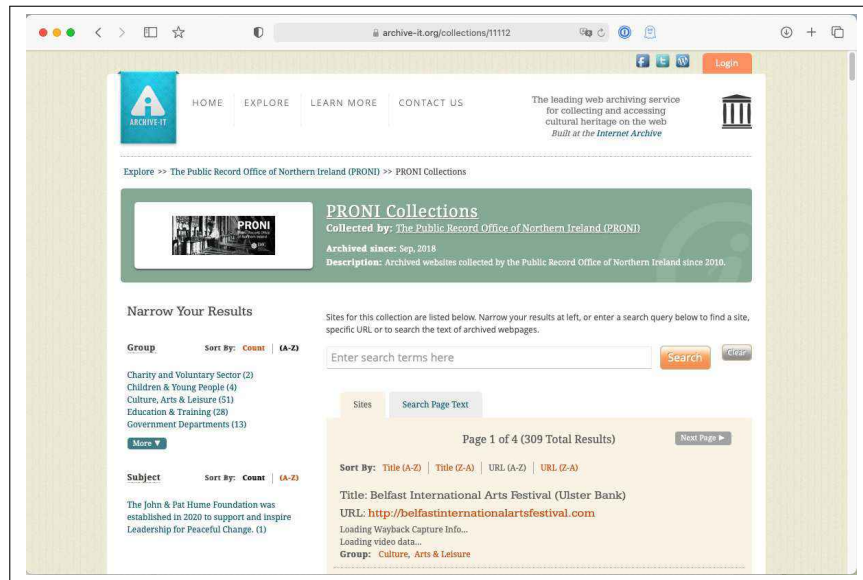 archive-it.org/collections/11112
Login
ARCHIVE-IT
HOME EXPLORE LEARN MORE CONTACT US
The leading web archiving service
for collecting and accessing
cultural heritage on the web
Built at the Internet Archive
Explore >> The Public Record Office of Northern Ireland (PRONI) >> PRONI Collections
PRONI
PRONI Collections
Collected by: The Public Record Office of Northern Ireland (PRONI)
Archived since: Sep, 2018
Description: Archived websites collected by the Public Record Office of Northern Ireland since 2010.
Narrow Your Results
Group Sort By: Count | (A-Z)
Charity and Voluntary Sector (2)
Children & Young People (4)
Culture, Arts & Leisure (51)
Education & Training (28)
Government Departments (13)
More ▼
Subject Sort By: Count | (A-Z)
The John & Pat Hume Foundation was
established in 2020 to support and inspire
Leadership for Peaceful Change. (1)
Sites for this collection are listed below. Narrow your results at left, or enter a search query below to find a site,
specific URL or to search the text of archived webpages.
Enter search terms here Search Clear
Sites Search Page Text
Page 1 of 4 (309 Total Results) Next Page ►
Sort By: Title (A-Z) | Title (Z-A) | URL (A-Z) | URL (Z-A)
Title: Belfast International Arts Festival (Ulster Bank)
URL: http://belfastinternationalartsfestival.com
Loading Wayback Capture Info...
Loading video data...
Group: Culture, Arts & Leisure